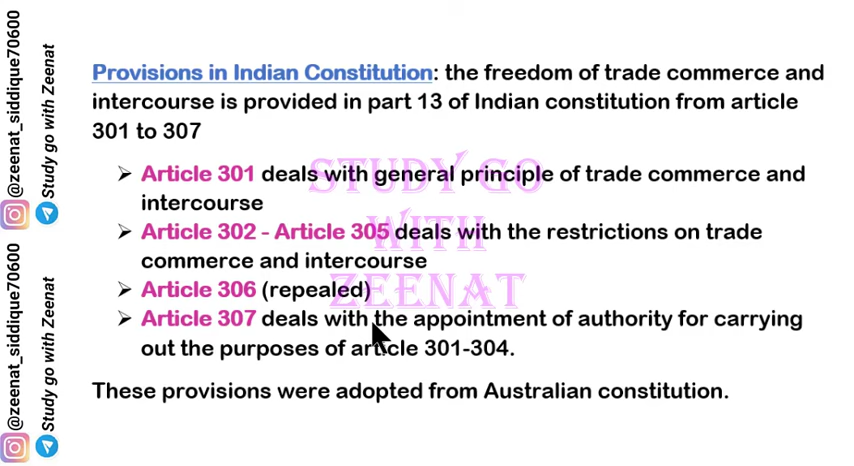 Provisions in Indian Constitution: the freedom of trade commerce and
intercourse is provided in part 13 of Indian constitution from article
301 to 307
➢ Article 301 deals with general principle of trade commerce and
intercourse
➢ Article 302 - Article 305 deals with the restrictions on trade
commerce and intercourse
➢ Article 306 (repealed)
➢ Article 307 deals with the appointment of authority for carrying
out the purposes of article 301-304.
These provisions were adopted from Australian constitution.
STUDY GO
WITH
ZEENAT
@zeenat_siddique70600
Study go with Zeenat
@zeenat_siddique70600
Study go with Zeenat